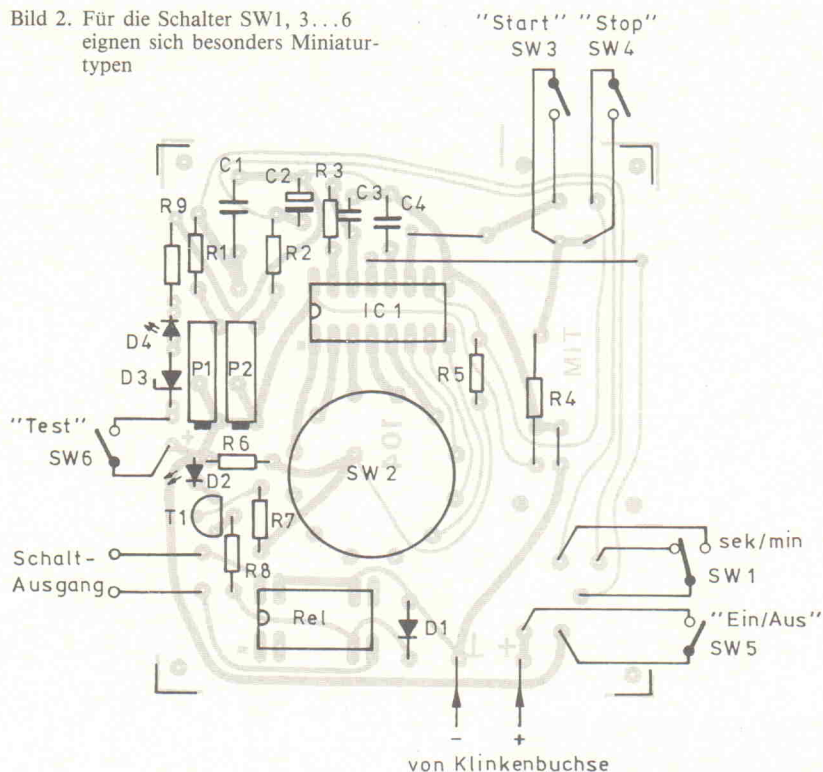 Bild 2. Für die Schalter SW1, 3...6
eignen sich besonders Miniatur-
typen
"Start" "Stop"
SW3 SW4
C1 C2 R3 C3 C4
R9 R1 R2
IC1
D4 P1 P2
D3
R5 R4
TIM
104
"Test"
SW6
R6
D2
SW2
T1
R7
R8
Schalt-
Ausgang
sek/min
SW1
Rel D1
"Ein/Aus"
SW5
+
- +
von Klinkenbuchse